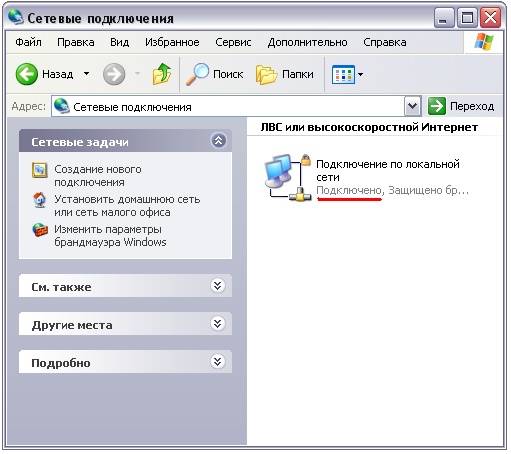 Сетевые подключения
Файл Правка Вид Избранное Сервис Дополнительно Справка
Назад Поиск Папки
Адрес: Сетевые подключения Переход
Сетевые задачи
Создание нового
подключения
Установить домашнюю сеть
или сеть малого офиса
Изменить параметры
брандмауэра Windows
См. также
Другие места
Подробно
ЛВС или высокоскоростной Интернет
Подключение по локальной
сети
Подключено, Защищено бр...